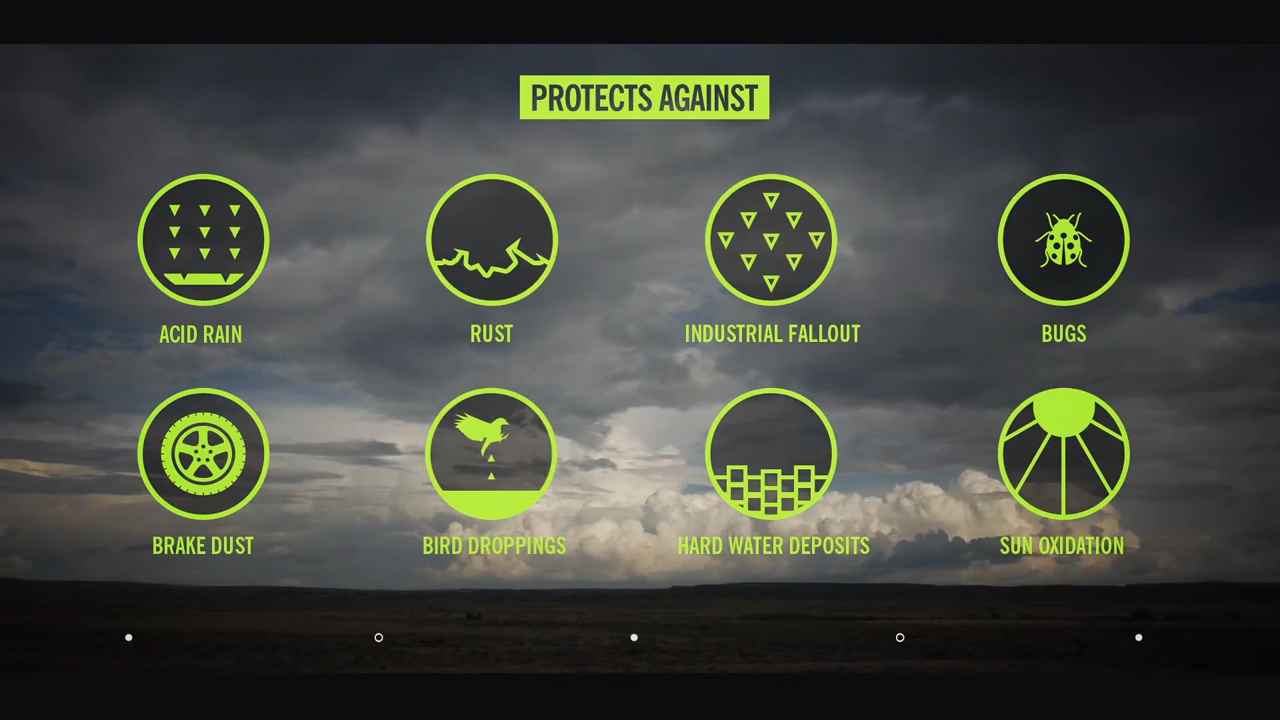 PROTECTS AGAINST
ACID RAIN
RUST
INDUSTRIAL FALLOUT
BUGS
BRAKE DUST
BIRD DROPPINGS
HARD WATER DEPOSITS
SUN OXIDATION